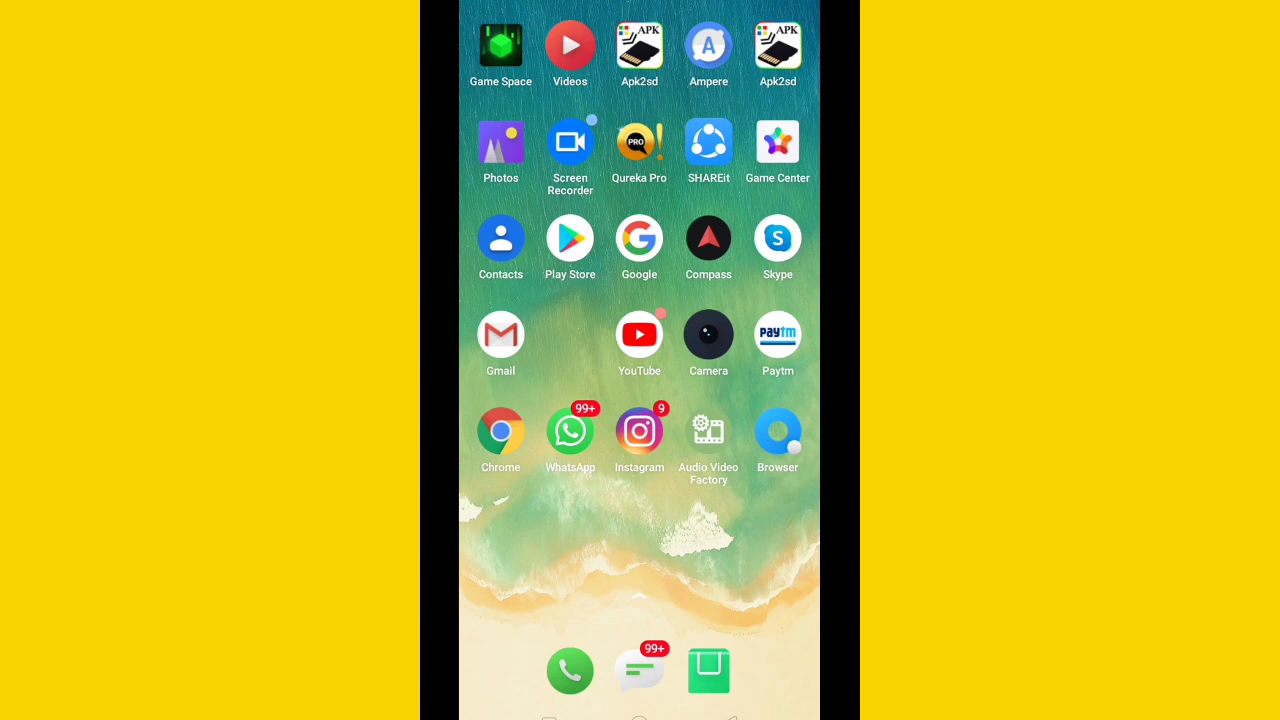 APK
APK
A
Game Space
Videos
Apk2sd
Ampere
Apk2sd
PRO
Photos
Screen
Recorder
Qureka Pro
SHAREit
Game Center
G
S
Contacts
Play Store
Google
Compass
Skype
paytm
Gmail
YouTube
Camera
Paytm
99+
9
Chrome
WhatsApp
Instagram
Audio Video
Factory
Browser
99+